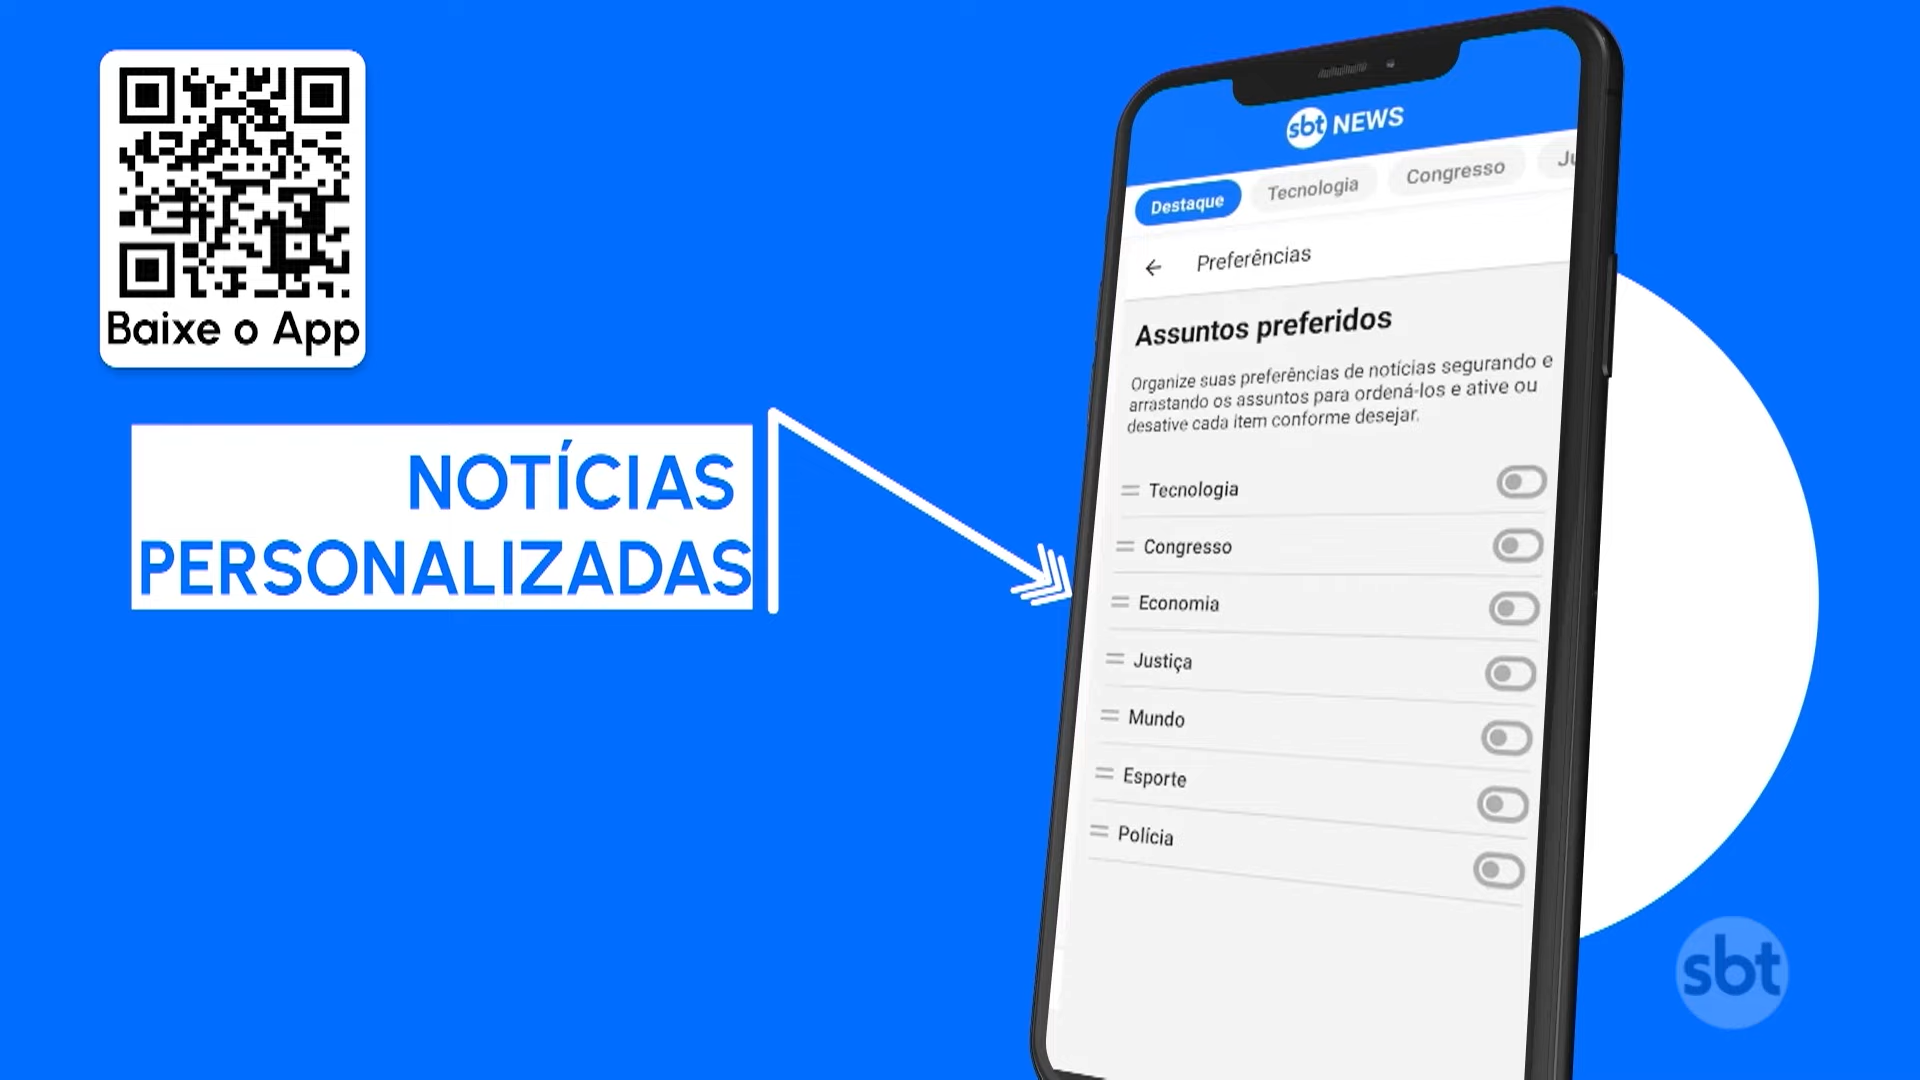 Baixe o App
NOTÍCIAS
PERSONALIZADAS
sbt NEWS
Destaque
Tecnologia
Congresso
Preferências
Assuntos preferidos
Organize suas preferências de notícias segurando e
arrastando os assuntos para ordená-los e ative ou
desative cada item conforme desejar.
Tecnologia
Congresso
Economia
Justiça
Mundo
Esporte
Polícia
sbt